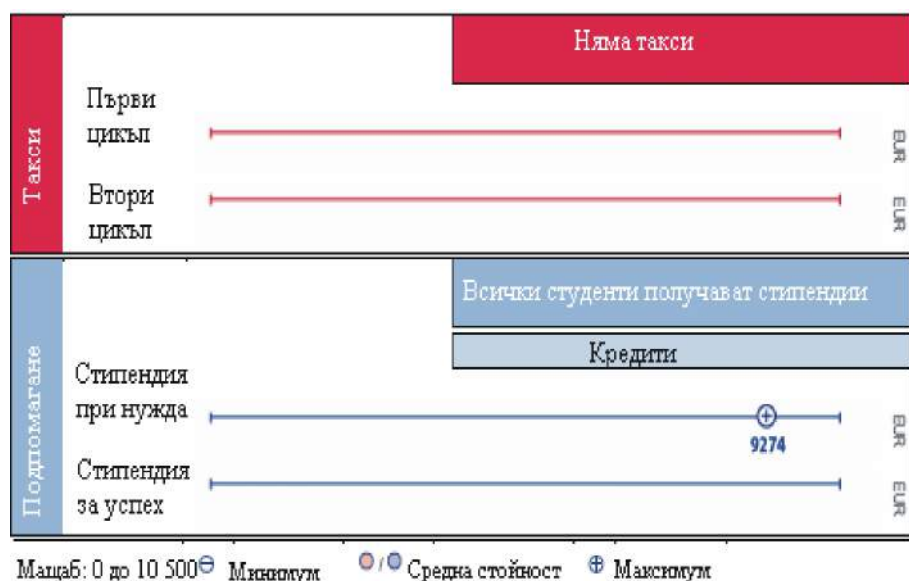 Няма такси
Такси
Първи
цикъл
EUR
Втори
цикъл
EUR
Всички студенти получават стипендии
Кредити
Подпомагане
Стипендия
при нужда
9274
EUR
Стипендия
за успех
EUR
Мащаб: 0 до 10 500 Минимум / Средна стойност Максимум